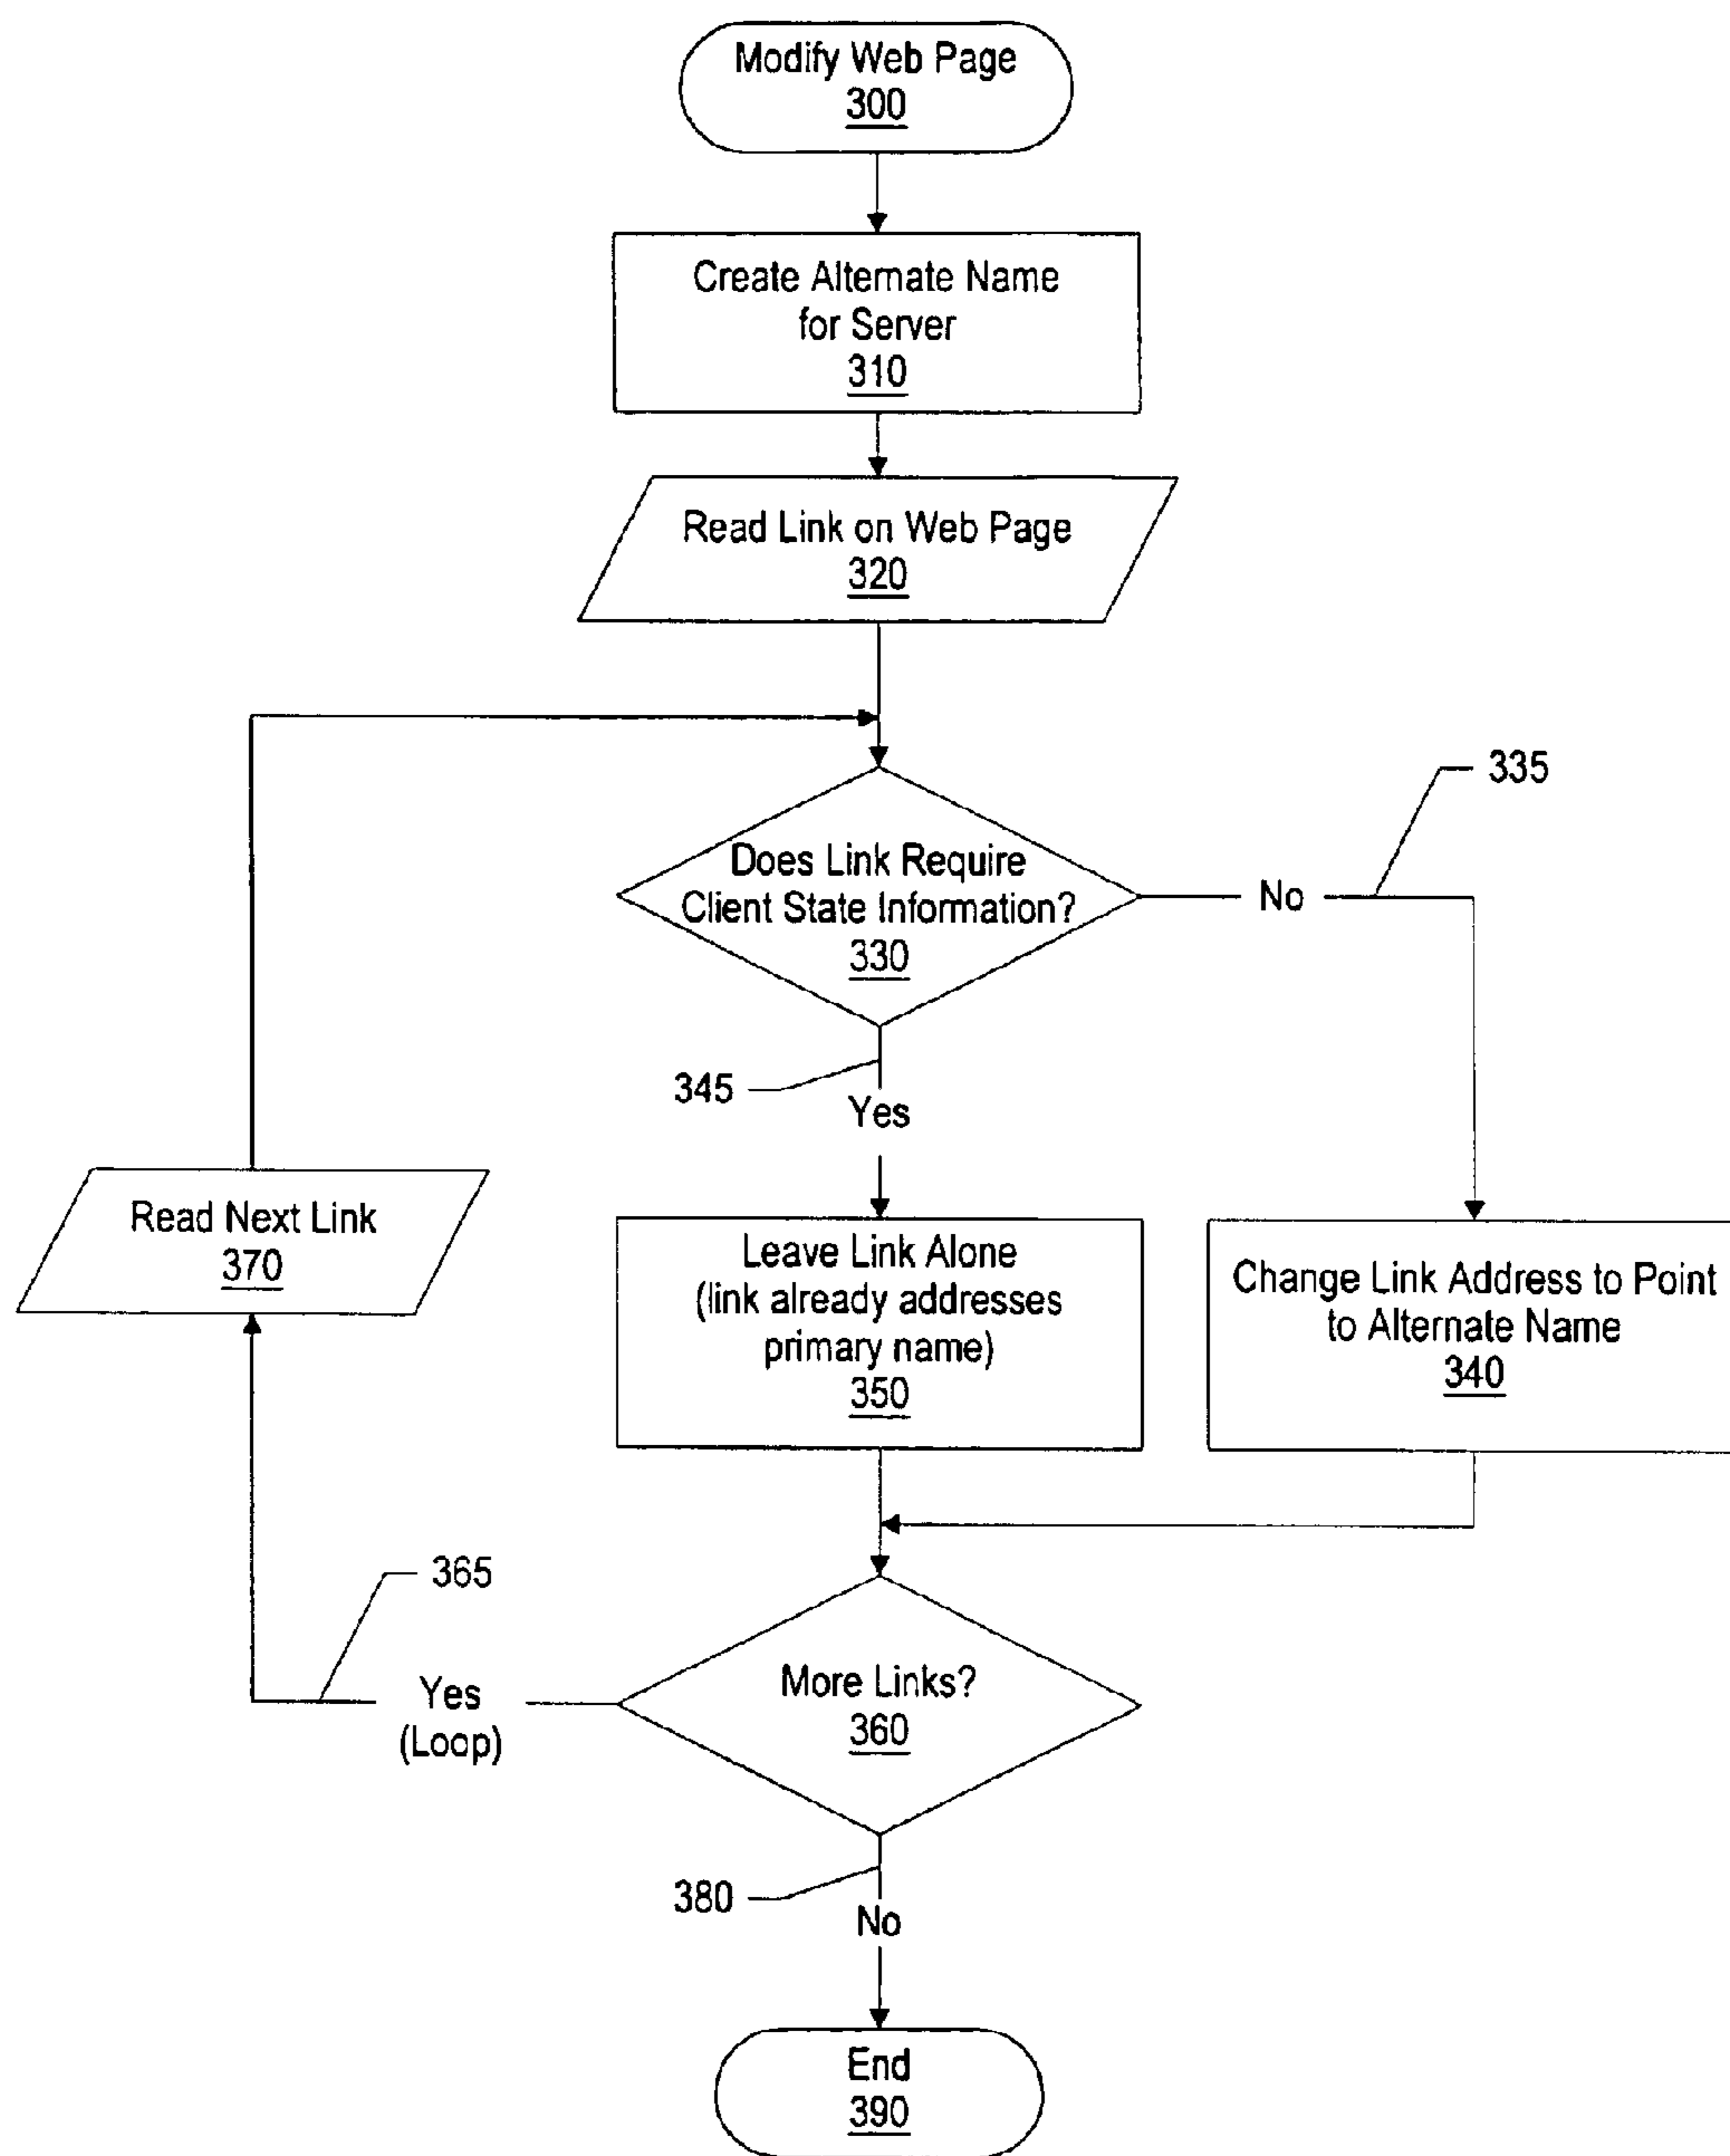 Modify Web Page
300
Create Alternate Name
for Server
310
Read Link on Web Page
320
335
Does Link Require
Client State Information?
330
No
345
Yes
Read Next Link
370
Leave Link Alone
(link already addresses
primary name)
350
Change Link Address to Point
to Alternate Name
340
365
More Links?
360
Yes
(Loop)
380
No
End
390